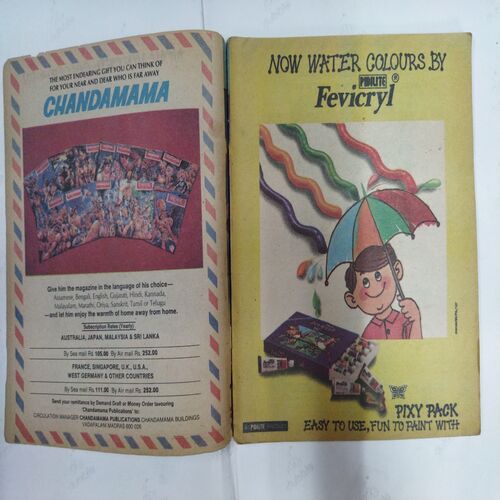 THE MOST ENDEARING GIFT YOU CAN THINK OF
FOR YOUR NEAR AND DEAR WHO IS FAR AWAY
CHANDAMAMA
Give him the magazine in the language of his choice—
Assamese, Bengali, English, Gujarati, Hindi, Kannada,
Malayalam, Marathi, Oriya, Sanskrit, Tamil or Telugu
—and let him enjoy the warmth of home away from home.
Subscription Rates (Yearly)
AUSTRALIA, JAPAN, MALAYSIA & SRI LANKA
By Sea mail Rs. 105.00 By Air mail Rs. 252.00
FRANCE, SINGAPORE, U.K., U.S.A.,
WEST GERMANY & OTHER COUNTRIES
By Sea mail Rs. 111.00 By Air mail Rs. 252.00
Send your remittance by Demand Draft or Money Order favouring
'Chandamama Publications' to:
CIRCULATION MANAGER CHANDAMAMA PUBLICATIONS CHANDAMAMA BUILDINGS
VADAPALANI MADRAS 600 026
NOW WATER COLOURS BY
PIDILITE ®
Fevicryl
PIXY PACK
EASY TO USE, FUN TO PAINT WITH